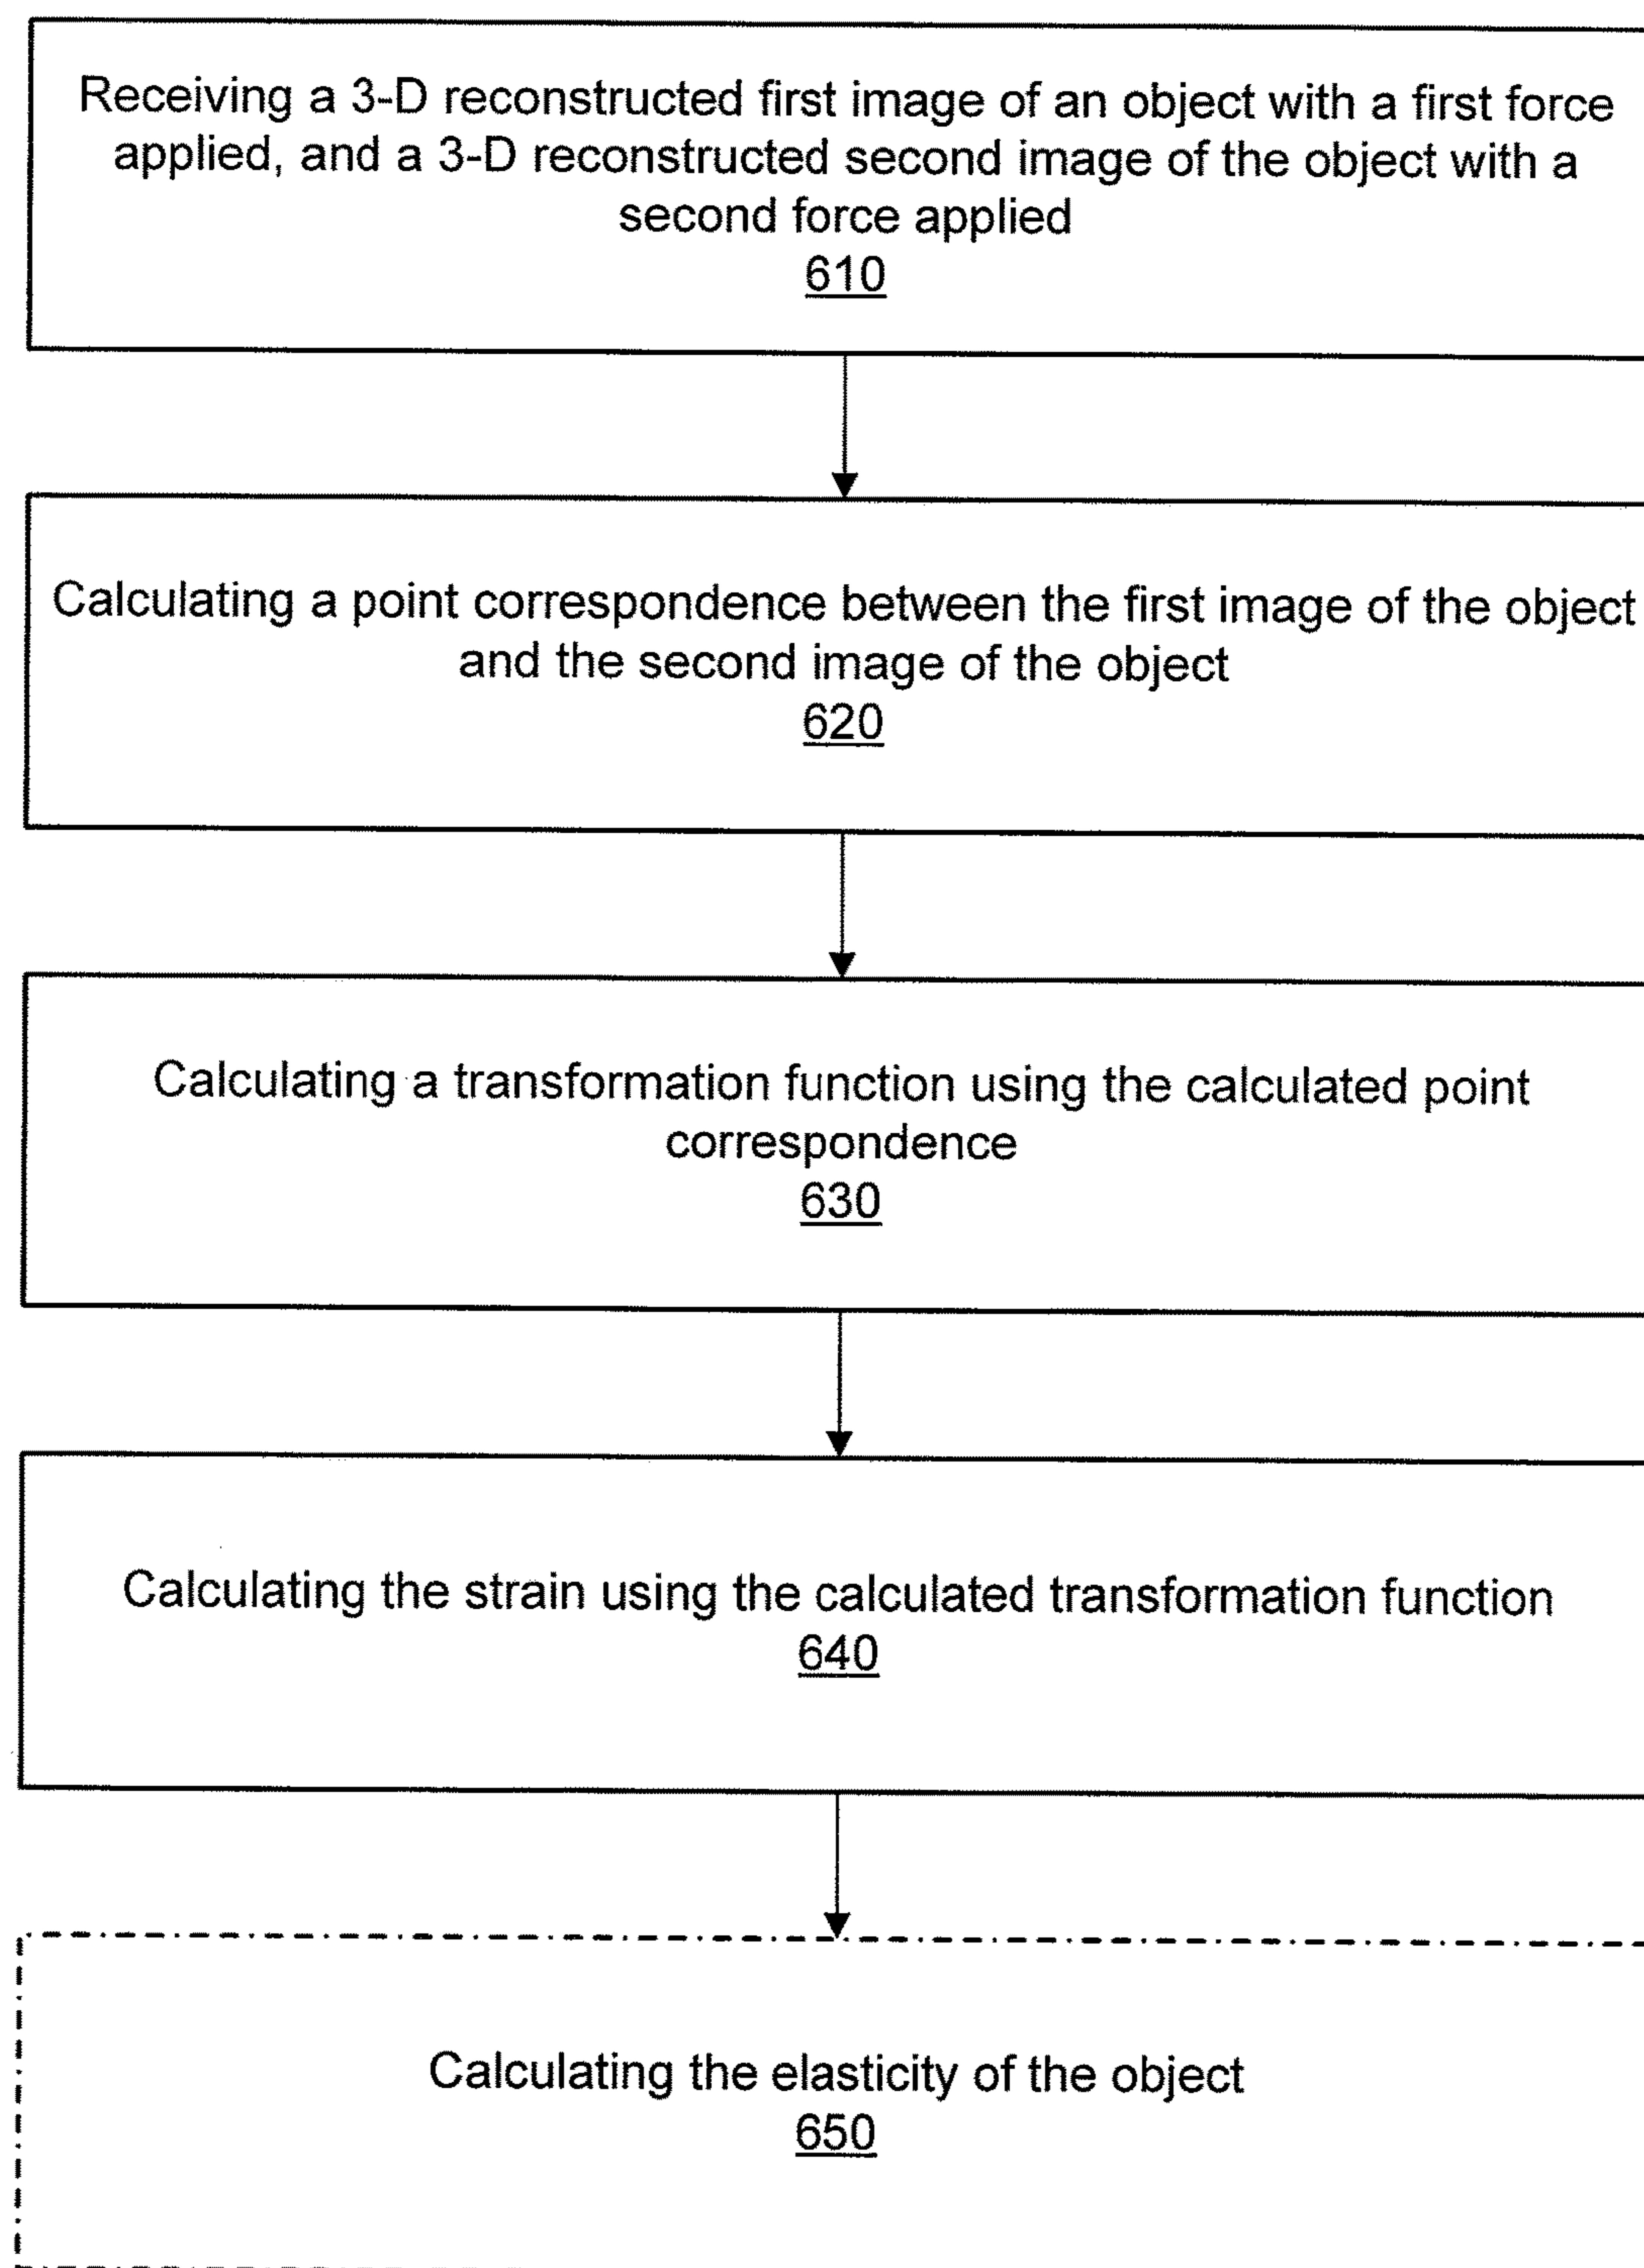 Receiving a 3-D reconstructed first image of an object with a first force
applied, and a 3-D reconstructed second image of the object with a
second force applied
610
Calculating a point correspondence between the first image of the object
and the second image of the object
620
Calculating a transformation function using the calculated point
correspondence
630
Calculating the strain using the calculated transformation function
640
Calculating the elasticity of the object
650